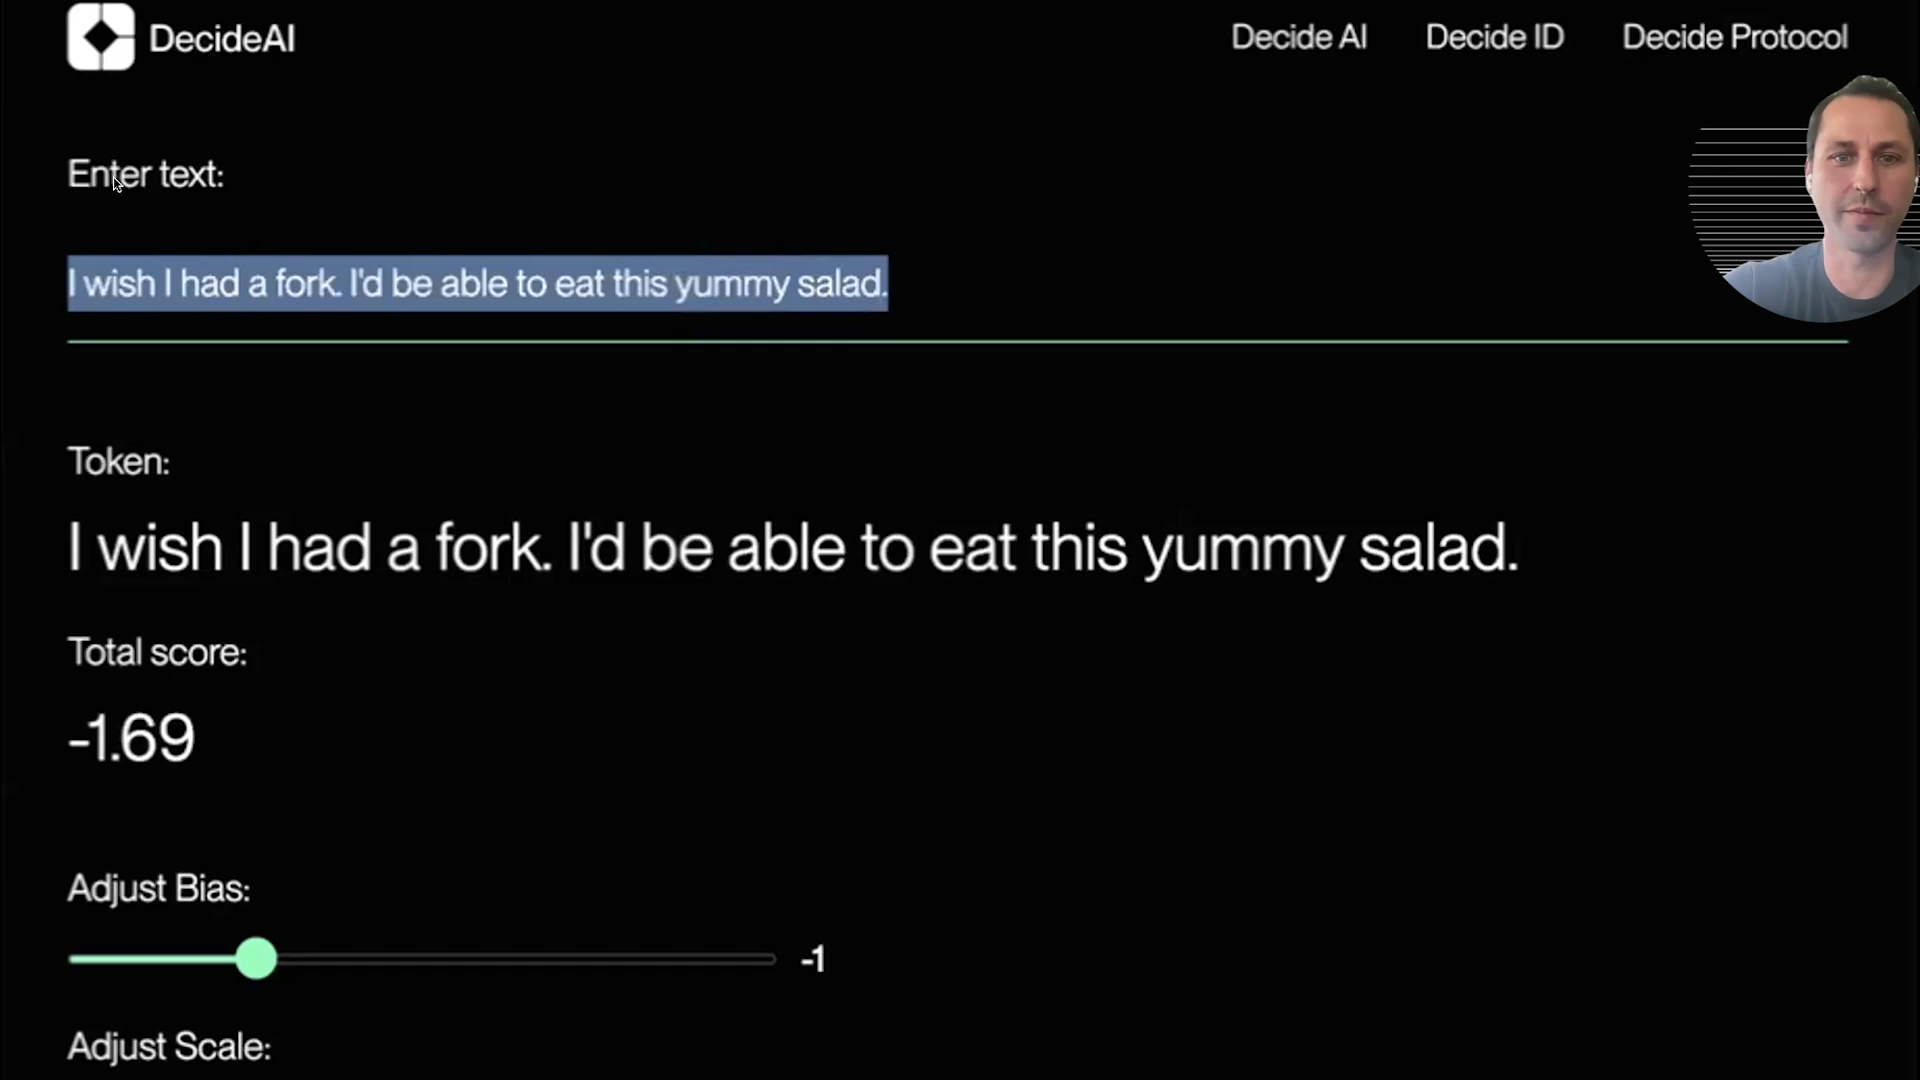 DecideAI
Decide AI
Decide ID
Decide Protocol
Enter text:
I wish I had a fork. I'd be able to eat this yummy salad.
Token:
I wish I had a fork. I'd be able to eat this yummy salad.
Total score:
-1.69
Adjust Bias:
-1
Adjust Scale: